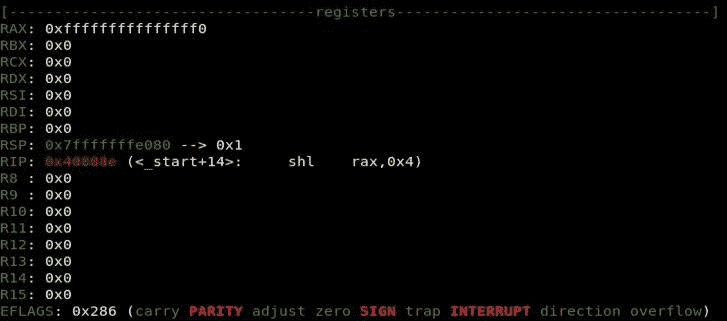 [----------------------------------registers-----------------------------------]
RAX: 0xfffffffffffffff0
RBX: 0x0
RCX: 0x0
RDX: 0x0
RSI: 0x0
RDI: 0x0
RBP: 0x0
RSP: 0x7fffffffe080 --> 0x1
RIP: 0x40008e (<_start+14>: shl rax,0x4)
R8 : 0x0
R9 : 0x0
R10: 0x0
R11: 0x0
R12: 0x0
R13: 0x0
R14: 0x0
R15: 0x0
EFLAGS: 0x286 (carry PARITY adjust zero SIGN trap INTERRUPT direction overflow)